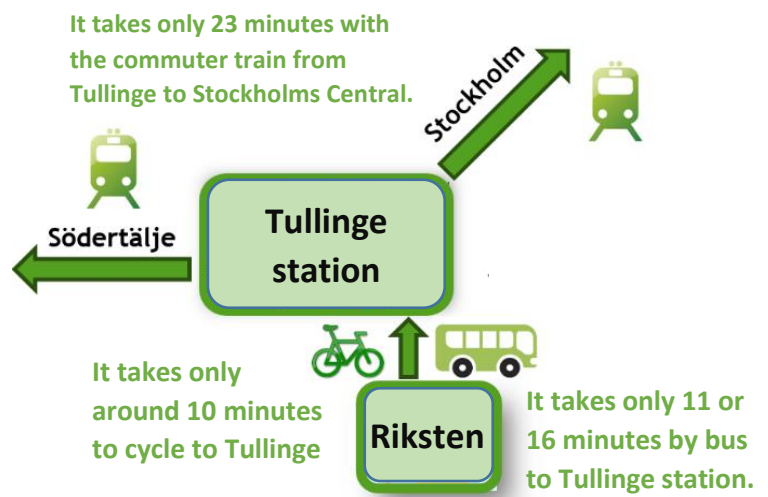 It takes only 23 minutes with
the commuter train from
Tullinge to Stockholms Central.
Stockholm
Södertälje
Tullinge
station
It takes only
around 10 minutes
to cycle to Tullinge
Riksten
It takes only 11 or
16 minutes by bus
to Tullinge station.